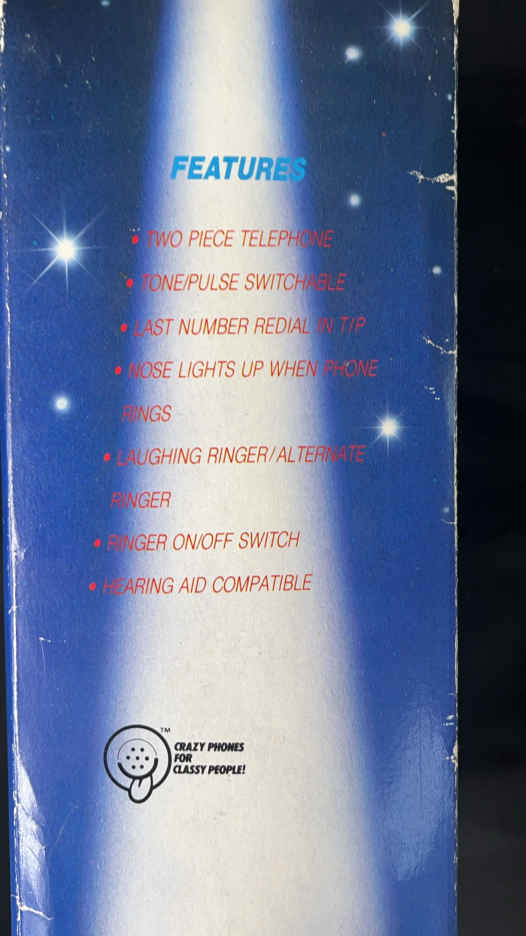 FEATURES
• TWO PIECE TELEPHONE
• TONE/PULSE SWITCHABLE
• LAST NUMBER REDIAL IN TIP
• NOSE LIGHTS UP WHEN PHONE
RINGS
• LAUGHING RINGER/ALTERNATE
RINGER
• RINGER ON/OFF SWITCH
• HEARING AID COMPATIBLE
TM
CRAZY PHONES
FOR
CLASSY PEOPLE!